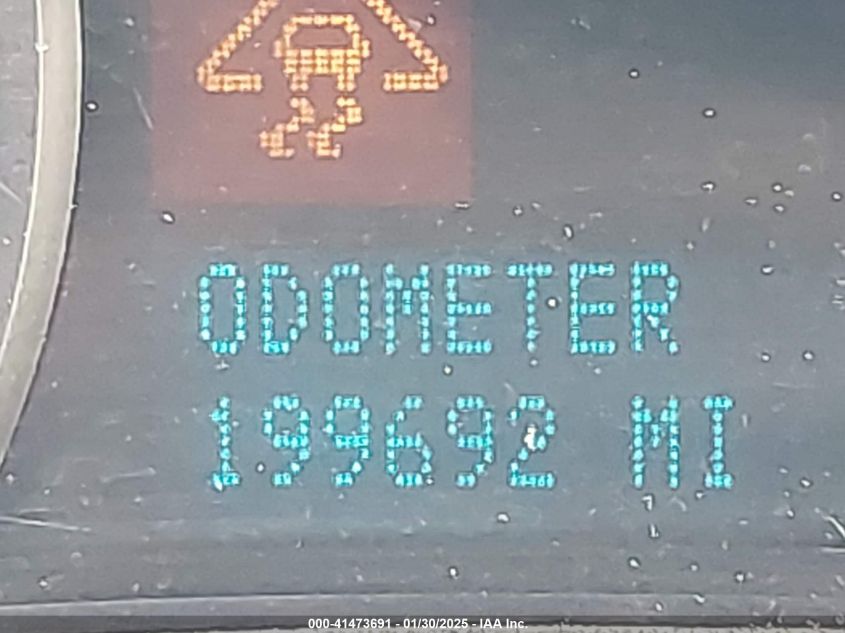 ODOMETER
199692 MI
000-41473691 - 01/30/2025 - IAA Inc.